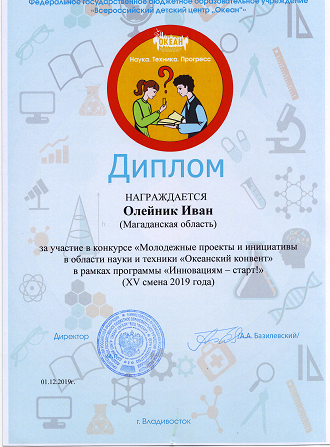 Федеральное государственное бюджетное образовательное учреждение
«Всероссийский детский центр „Океан“»
ОКЕАН
Наука. Техника. Прогресс
Диплом
НАГРАЖДАЕТСЯ
Олейник Иван
(Магаданская область)
за участие в конкурсе «Молодежные проекты и инициативы
в области науки и техники «Океанский конвент»
в рамках программы «Инновациям – старт!»
(XV смена 2019 года)
Директор
/А.А. Базилевский/
01.12.2019г.
г. Владивосток